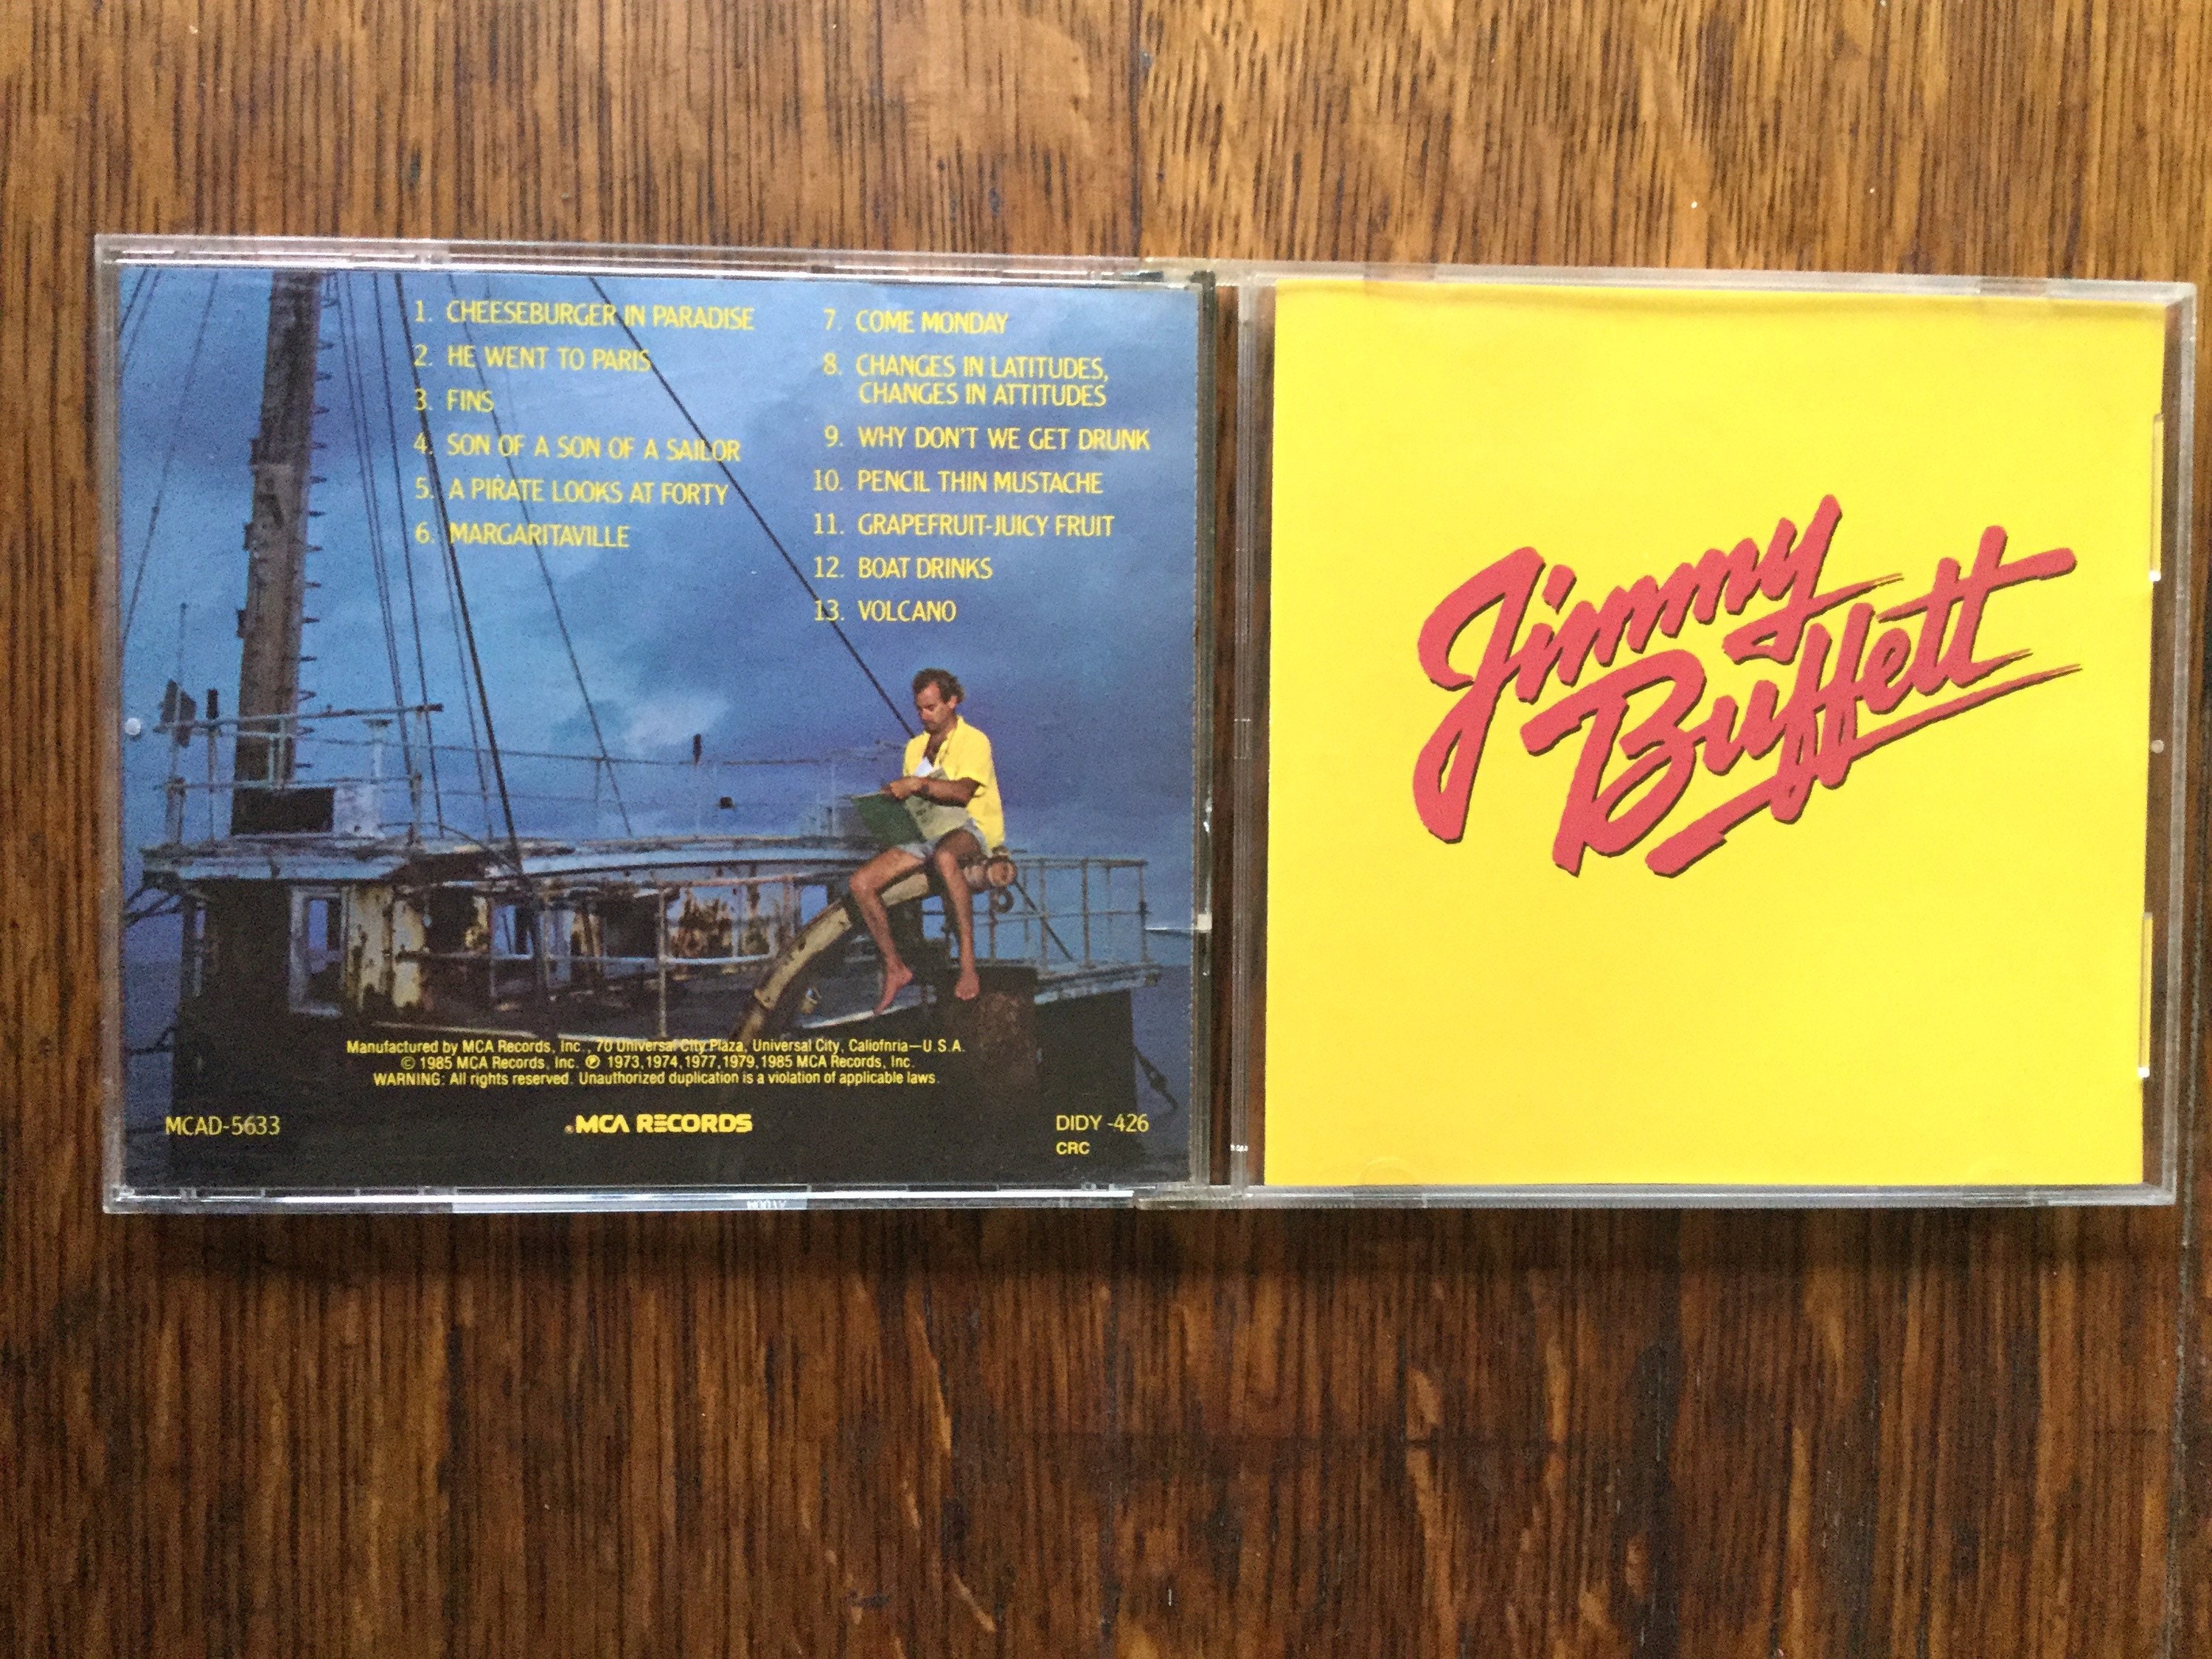 1. CHEESEBURGER IN PARADISE
2. HE WENT TO PARIS
3. FINS
4. SON OF A SON OF A SAILOR
5. A PIRATE LOOKS AT FORTY
6. MARGARITAVILLE
7. COME MONDAY
8. CHANGES IN LATITUDES,
CHANGES IN ATTITUDES
9. WHY DON'T WE GET DRUNK
10. PENCIL THIN MUSTACHE
11. GRAPEFRUIT-JUICY FRUIT
12. BOAT DRINKS
13. VOLCANO
Manufactured by MCA Records, Inc., 70 Universal City Plaza, Universal City, Caliofnria—U.S.A.
© 1985 MCA Records, Inc. ℗ 1973,1974,1977,1979,1985 MCA Records, Inc.
WARNING: All rights reserved. Unauthorized duplication is a violation of applicable laws.
MCAD-5633
®MCA RECORDS
DIDY -426
CRC
Jimmy
Buffett